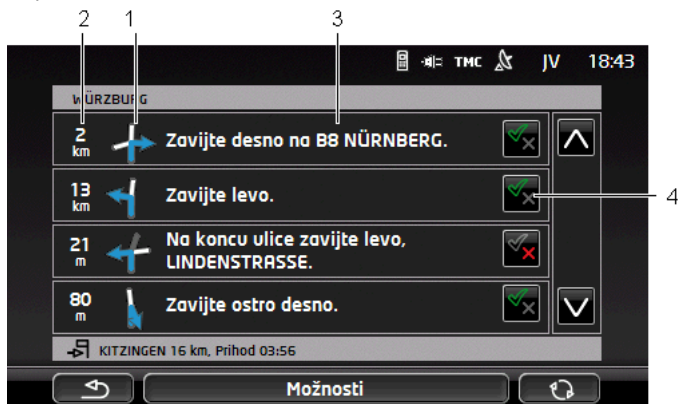 2 1 3
TMC JV 18:43
WÜRZBURG
2 km Zavijte desno na B8 NÜRNBERG.
13 km Zavijte levo.
4
21 m Na koncu ulice zavijte levo,
LINDENSTRASSE.
80 m Zavijte ostro desno.
KITZINGEN 16 km, Prihod 03:56
Možnosti